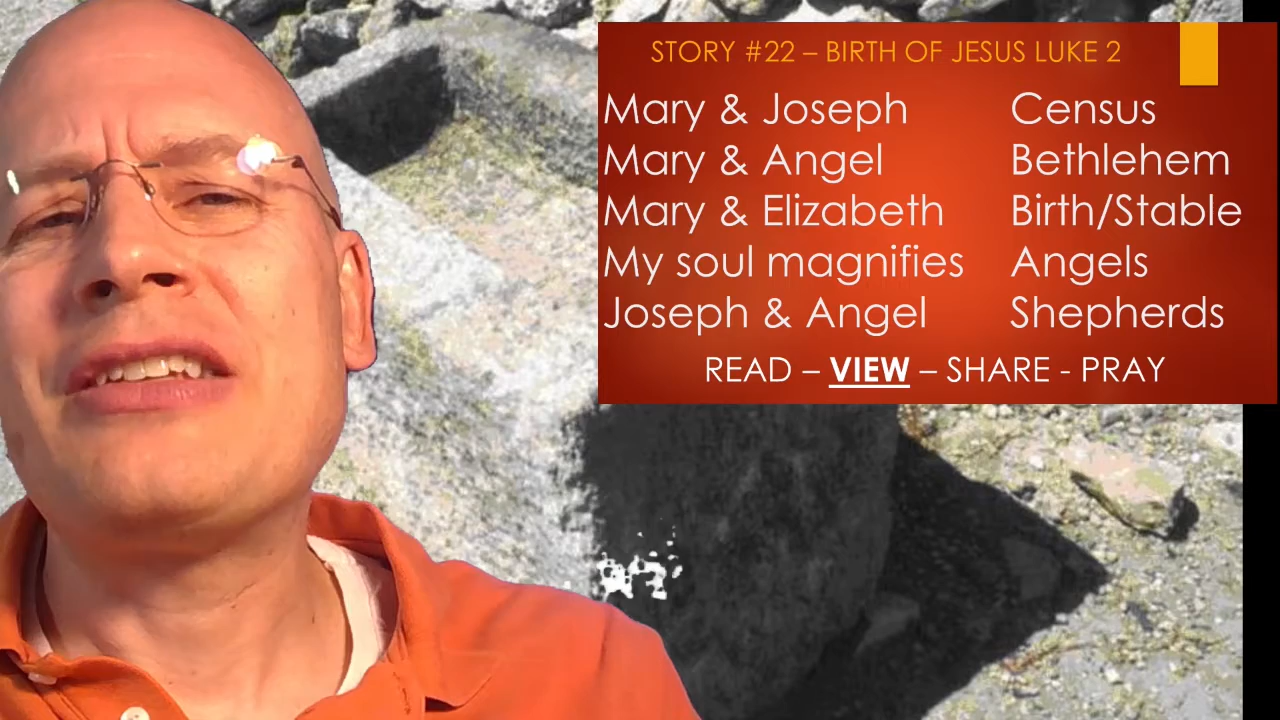 STORY #22 – BIRTH OF JESUS LUKE 2
Mary & Joseph
Mary & Angel
Mary & Elizabeth
My soul magnifies
Joseph & Angel
Census
Bethlehem
Birth/Stable
Angels
Shepherds
READ – VIEW – SHARE - PRAY